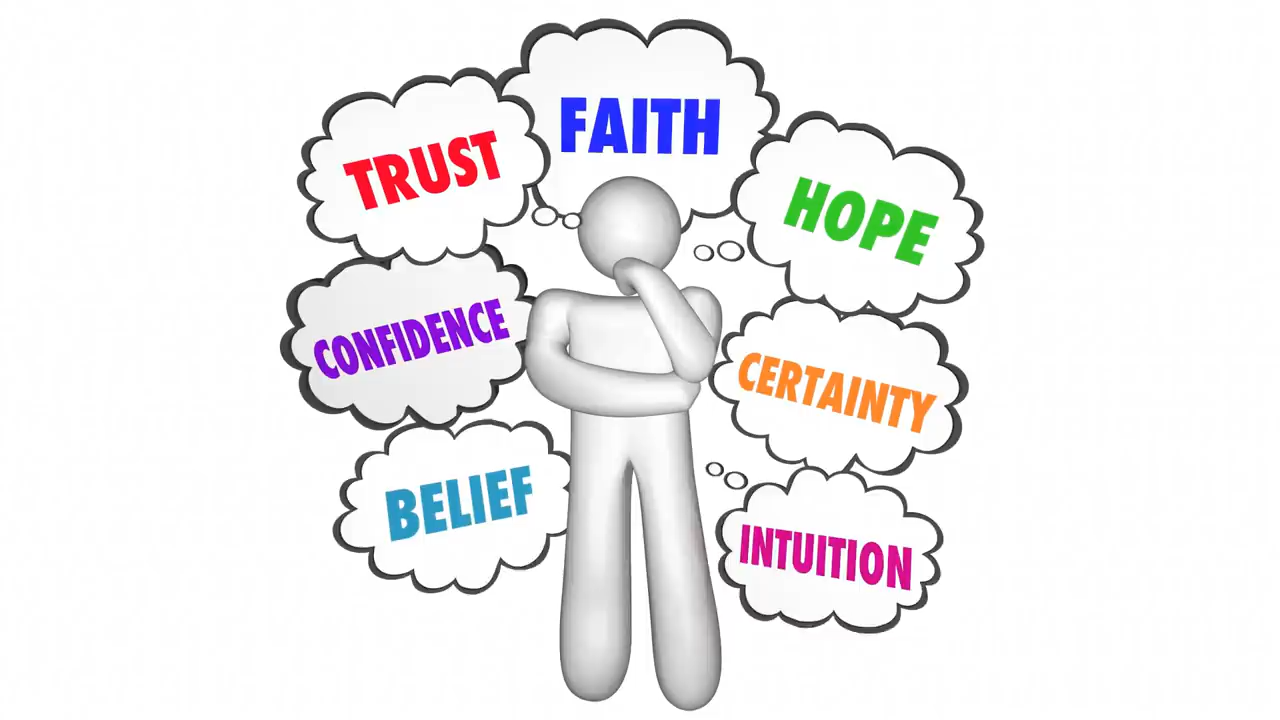 FAITH
TRUST
HOPE
CONFIDENCE
CERTAINTY
BELIEF
INTUITION